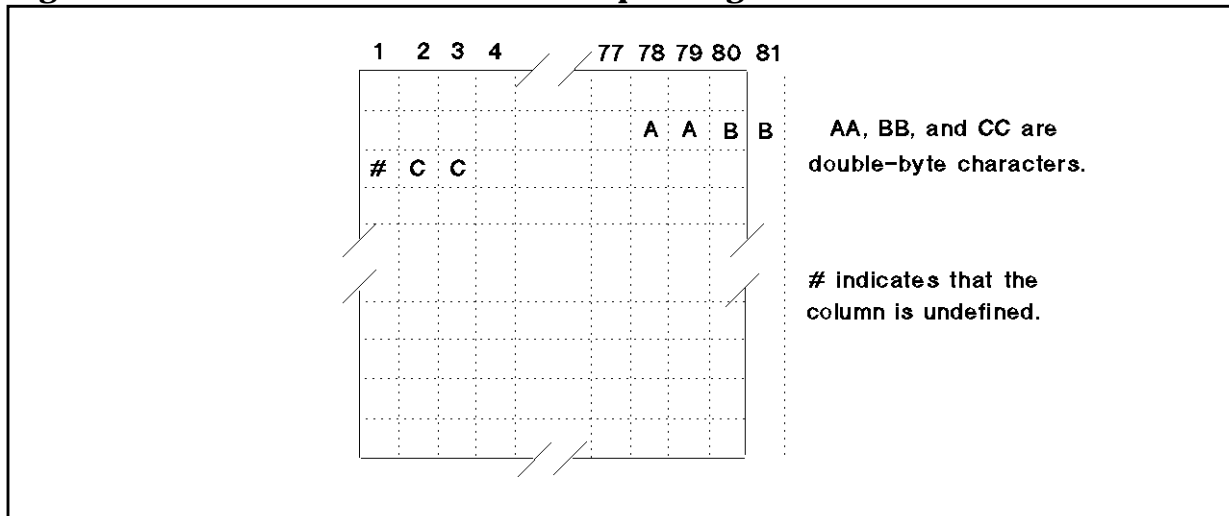 1 2 3 4 77 78 79 80 81
A A B B
AA, BB, and CC are
double-byte characters.
# C C
# indicates that the
column is undefined.